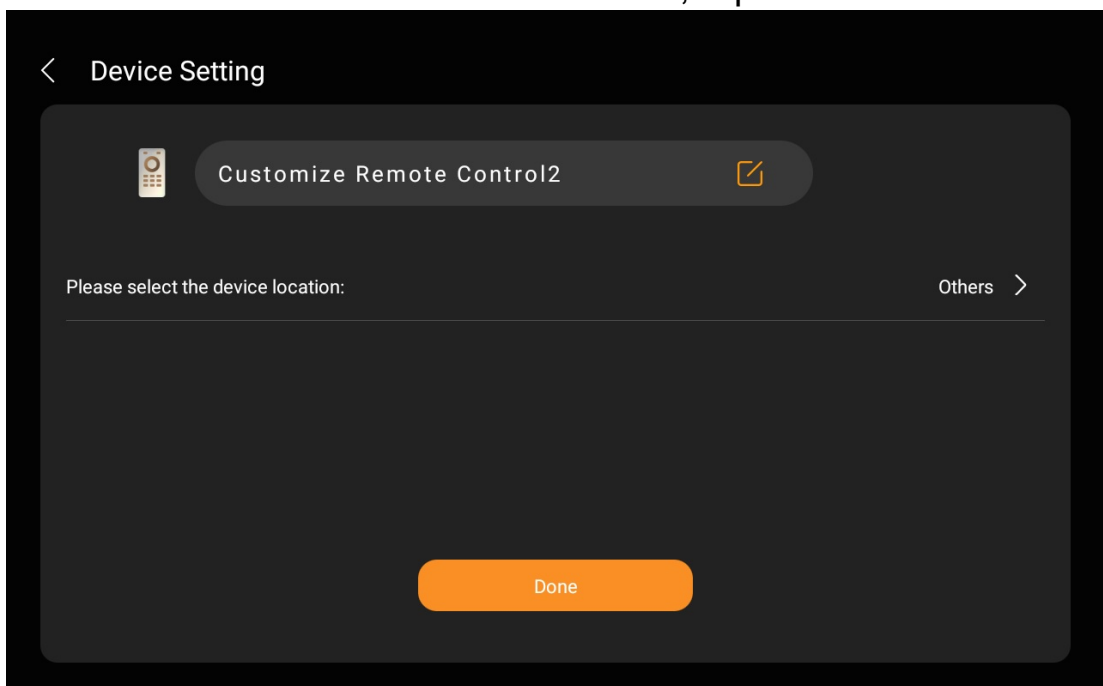 Device Setting
Customize Remote Control2
Please select the device location:
Others
Done